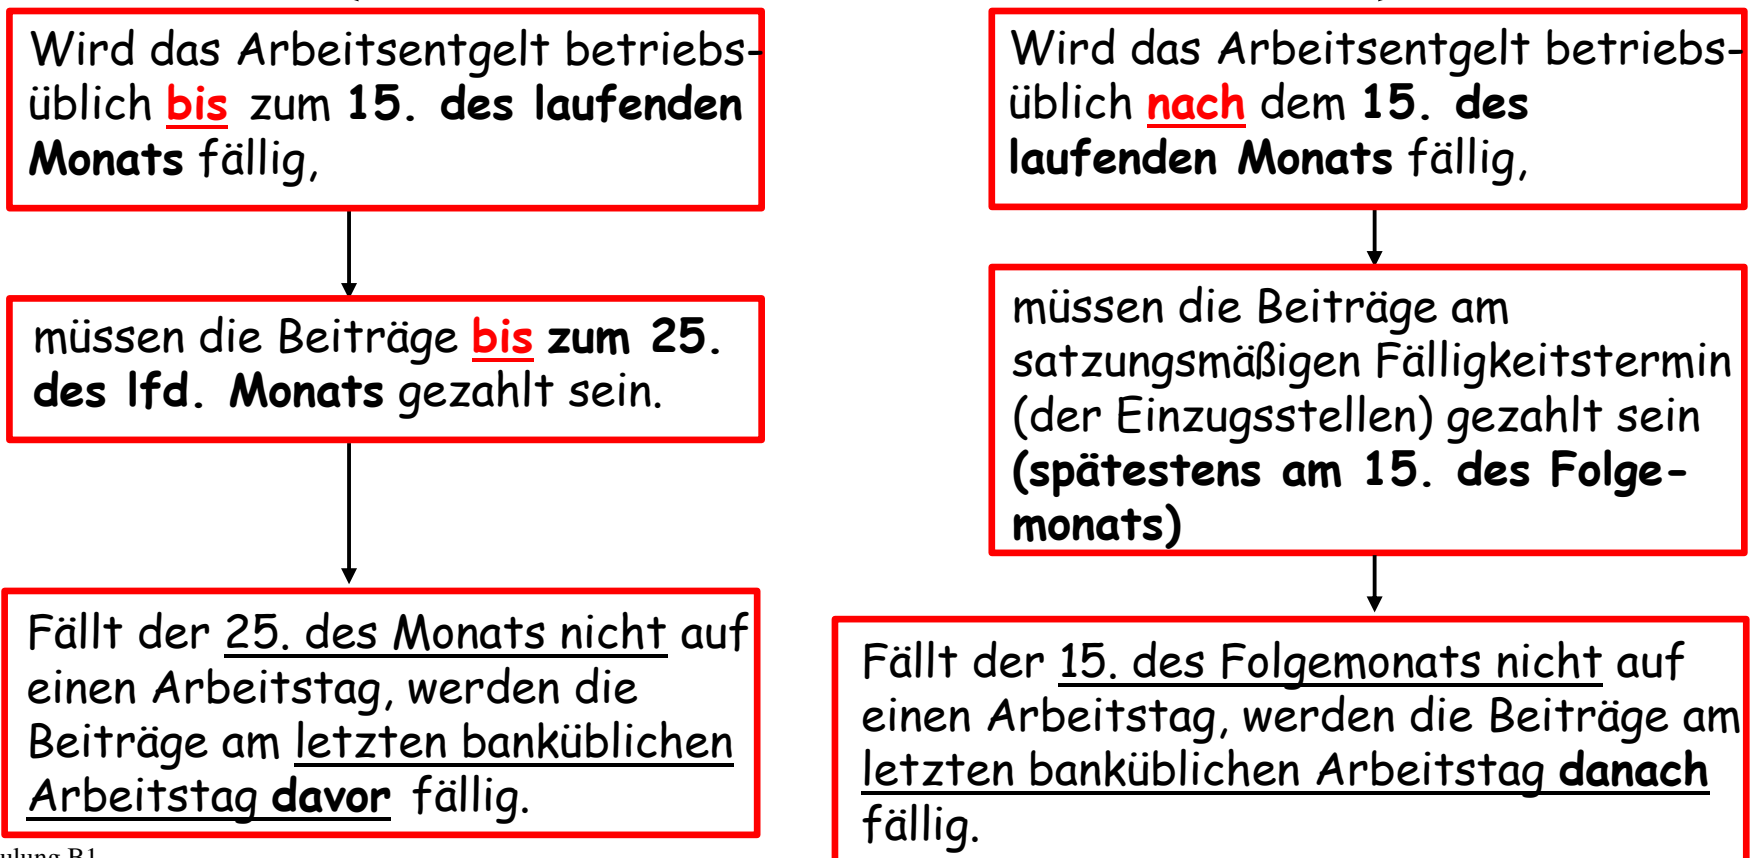 Wird das Arbeitsentgelt betriebs-
üblich bis zum 15. des laufenden
Monats fällig,
müssen die Beiträge bis zum 25.
des lfd. Monats gezahlt sein.
Fällt der 25. des Monats nicht auf
einen Arbeitstag, werden die
Beiträge am letzten banküblichen
Arbeitstag davor fällig.
Wird das Arbeitsentgelt betriebs-
üblich nach dem 15. des
laufenden Monats fällig,
müssen die Beiträge am
satzungsmäßigen Fälligkeitstermin
(der Einzugsstellen) gezahlt sein
(spätestens am 15. des Folge-
monats)
Fällt der 15. des Folgemonats nicht auf
einen Arbeitstag, werden die Beiträge am
letzten banküblichen Arbeitstag danach
fällig.